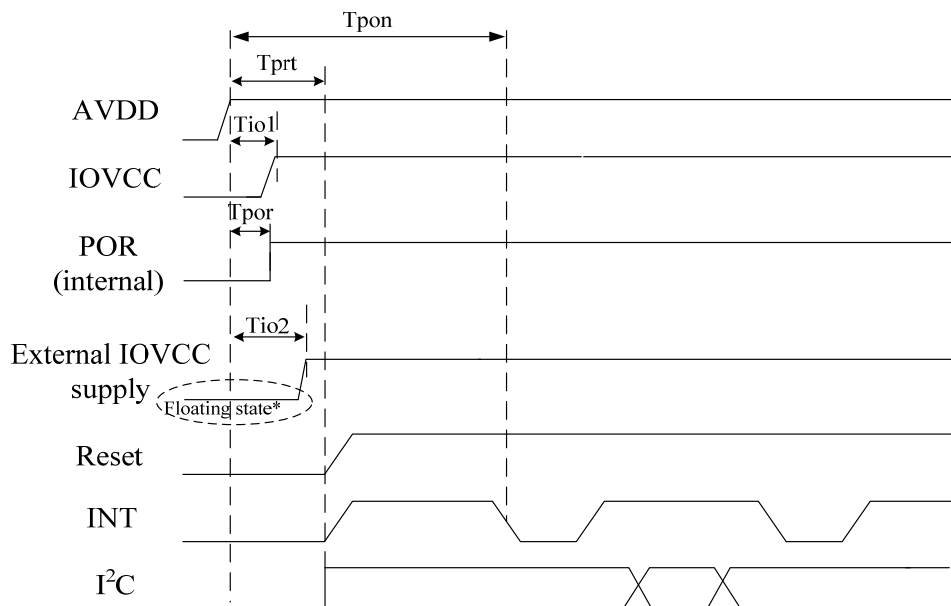 Tpon
Tprt
AVDD
Tio1
IOVCC
Tpor
POR
(internal)
Tio2
External IOVCC
supply
Floating state*
Reset
INT
I²C